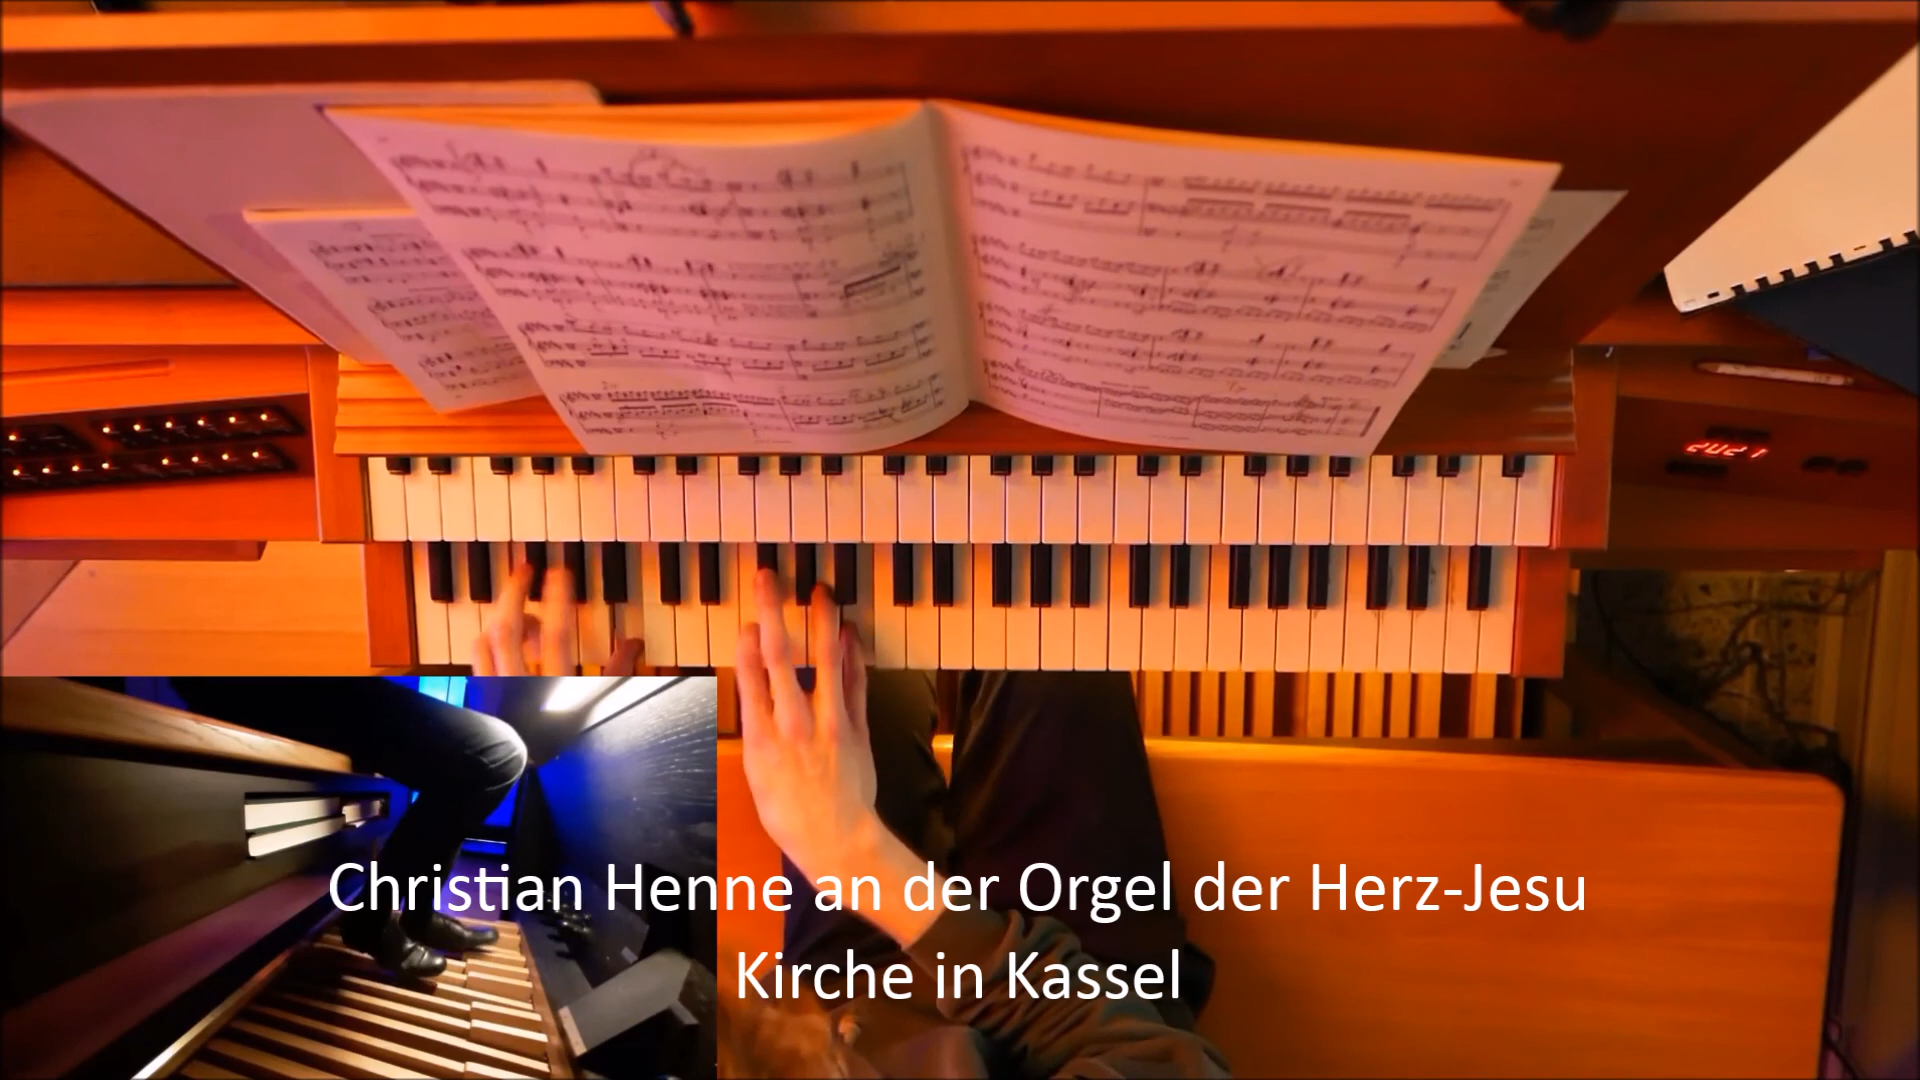 Christian Henne an der Orgel der Herz-Jesu
Kirche in Kassel